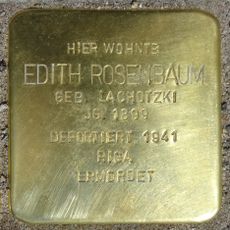 HIER WOHNTE
EDITH ROSENBAUM
GEB. LACHOTZKI
JG. 1899
DEPORTIERT 1941
RIGA
ERMORDET